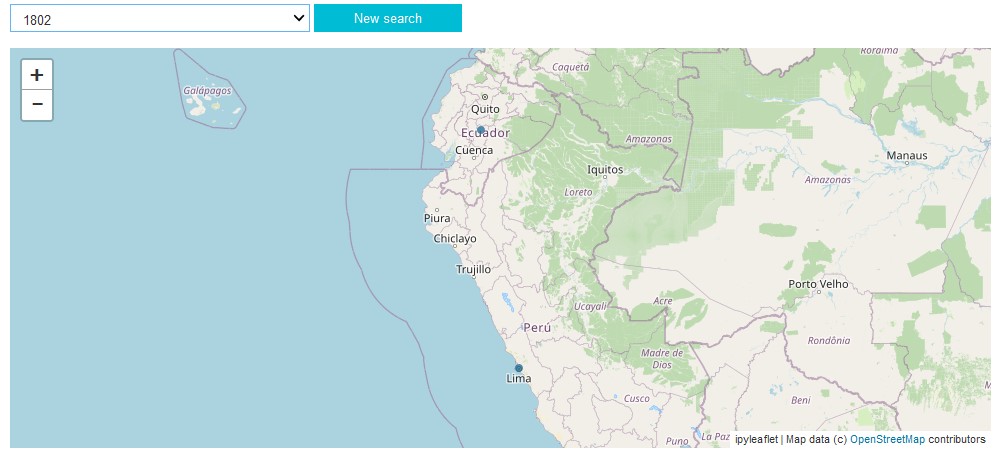 1802
New search
+
−
Roraima
Caquetá
Galápagos
Quito
Ecuador
Amazonas
Cuenca
Manaus
Iquitos
Amazonas
Loreto
Piura
Chiclayo
Trujillo
Porto Velho
Acre
Ucayali
Perú
Rondônia
Madre de
Dios
Lima
Cusco
Beni
Puno
La Paz
ipyleaflet | Map data (c) OpenStreetMap contributors